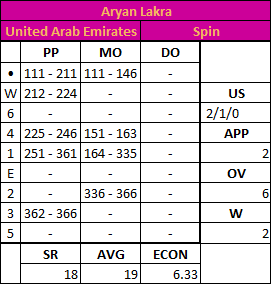 Aryan Lakra
United Arab Emirates Spin
PP MO DO
• 111 - 211 111 - 146 -
W 212 - 224 - - US
6 - - - 2/1/0
4 225 - 246 151 - 163 - APP
1 251 - 361 164 - 335 - 2
E - - - OV
2 - 336 - 366 - 6
3 362 - 366 - - W
5 - - - 2
SR AVG ECON
18 19 6.33